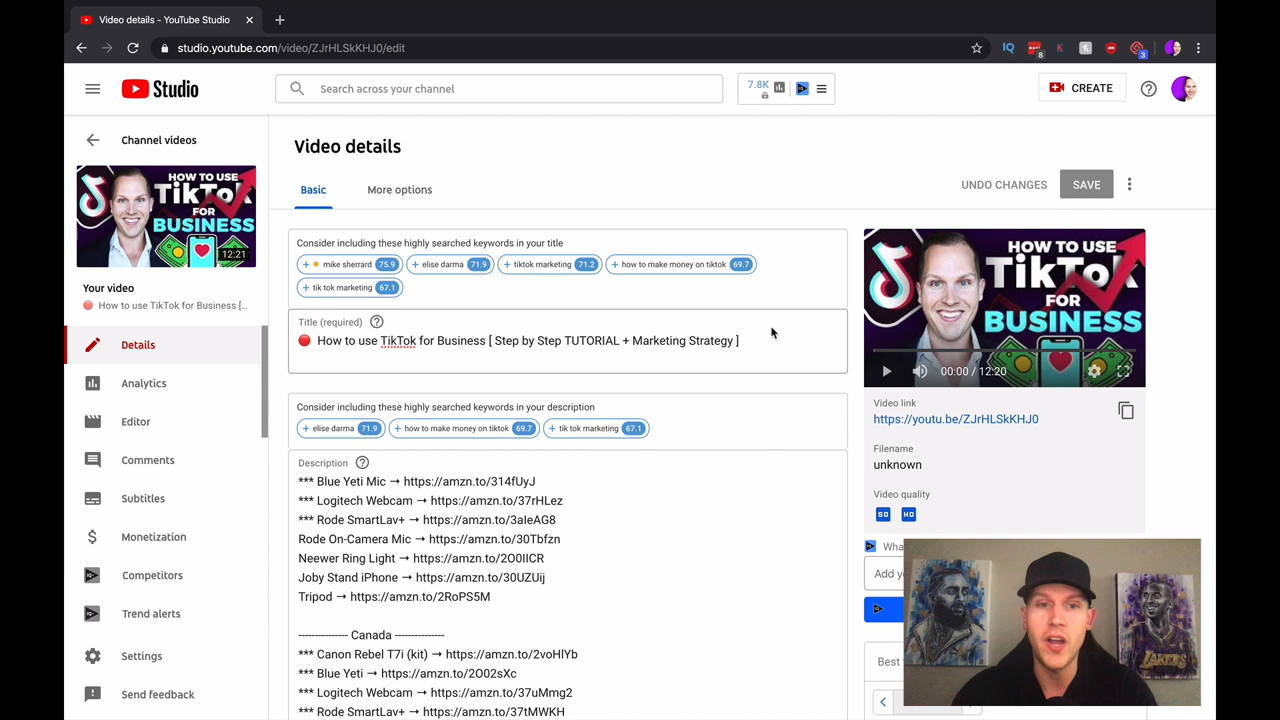 Video details - YouTube Studio
studio.youtube.com/video/ZJrHLSkKHJ0/edit
IQ
8
K
3
Studio
Search across your channel
7.8K
CREATE
Channel videos
HOW TO USE
TikTok
FOR
BUSINESS
12:21
Your video
How to use TikTok for Business [...
Details
Analytics
Editor
Comments
Subtitles
Monetization
Competitors
Trend alerts
Settings
Send feedback
Video details
Basic
More options
UNDO CHANGES
SAVE
Consider including these highly searched keywords in your title
+ mike sherrard 75.9
+ elise darma 71.9
+ tiktok marketing 71.2
+ how to make money on tiktok 69.7
+ tik tok marketing 67.1
Title (required)
How to use TikTok for Business [ Step by Step TUTORIAL + Marketing Strategy ]
Consider including these highly searched keywords in your description
+ elise darma 71.9
+ how to make money on tiktok 69.7
+ tik tok marketing 67.1
Description
*** Blue Yeti Mic → https://amzn.to/314fUyJ
*** Logitech Webcam → https://amzn.to/37rHLez
*** Rode SmartLav+ → https://amzn.to/3aIeAG8
Rode On-Camera Mic → https://amzn.to/30Tbfzn
Neewer Ring Light → https://amzn.to/2O0IICR
Joby Stand iPhone → https://amzn.to/30UZUij
Tripod → https://amzn.to/2RoPS5M
--------------- Canada ---------------
*** Canon Rebel T7i (kit) → https://amzn.to/2voHlYb
*** Blue Yeti → https://amzn.to/2O02sXc
*** Logitech Webcam → https://amzn.to/37uMmg2
*** Rode SmartLav+ → https://amzn.to/37tMWKH
HOW TO USE
TikTok
FOR
BUSINESS
00:00 / 12:20
Video link
https://youtu.be/ZJrHLSkKHJ0
Filename
unknown
Video quality
SD
HD
Wha
Add yo
Best
LAKERS